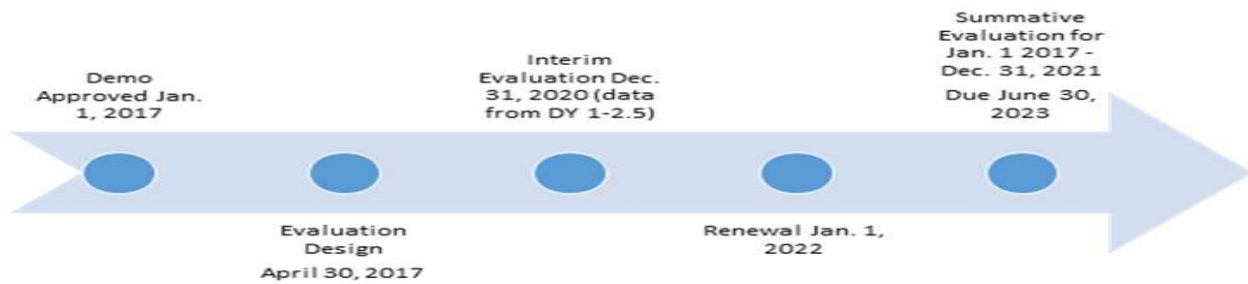 Demo
Approved Jan.
1, 2017
Evaluation
Design
April 30, 2017
Interim
Evaluation Dec.
31, 2020 (data
from DY 1-2.5)
Renewal Jan. 1,
2022
Summative
Evaluation for
Jan. 1 2017 -
Dec. 31, 2021
Due June 30,
2023